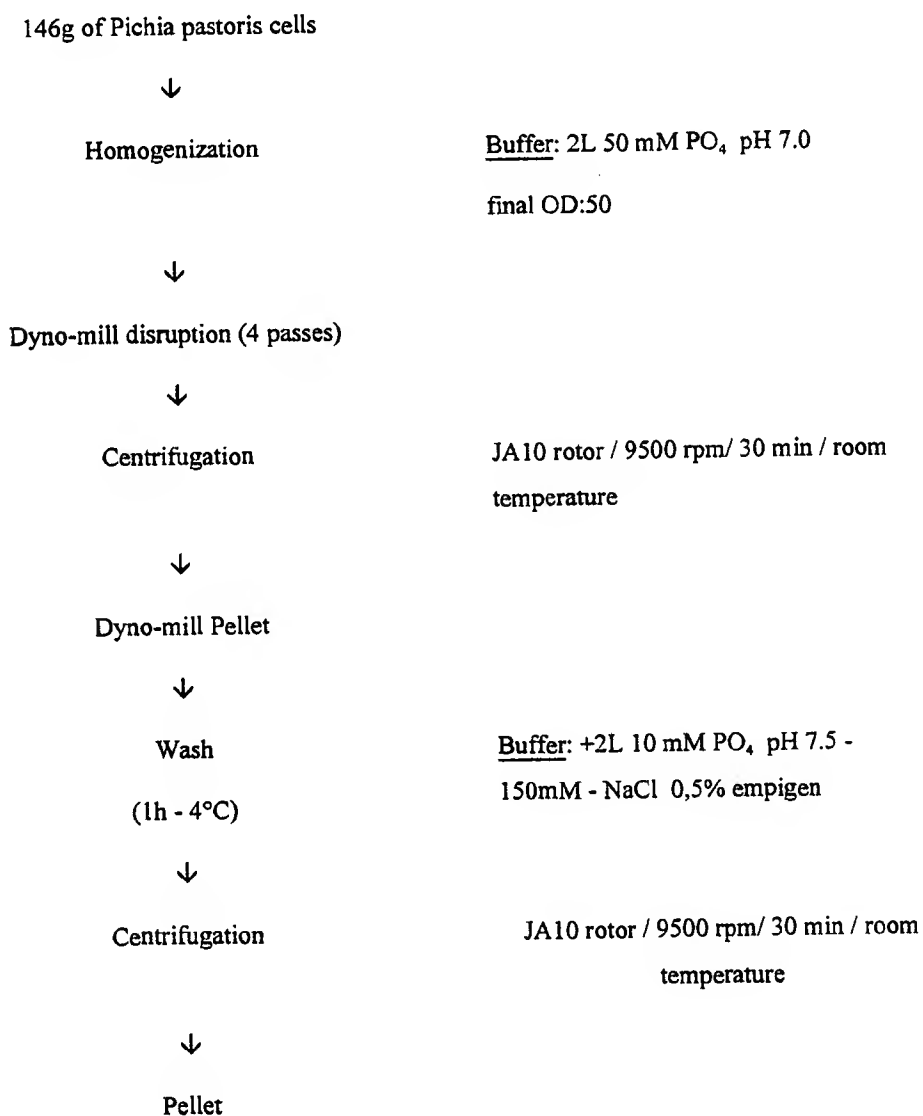 146g of Pichia pastoris cells
↓
Homogenization
Buffer: 2L 50 mM PO₄ pH 7.0
final OD:50
↓
Dyno-mill disruption (4 passes)
↓
Centrifugation
JA10 rotor / 9500 rpm/ 30 min / room
temperature
↓
Dyno-mill Pellet
↓
Wash
(1h - 4°C)
Buffer: +2L 10 mM PO₄ pH 7.5 -
150mM - NaCl 0,5% empigen
↓
Centrifugation
JA10 rotor / 9500 rpm/ 30 min / room
temperature
↓
Pellet